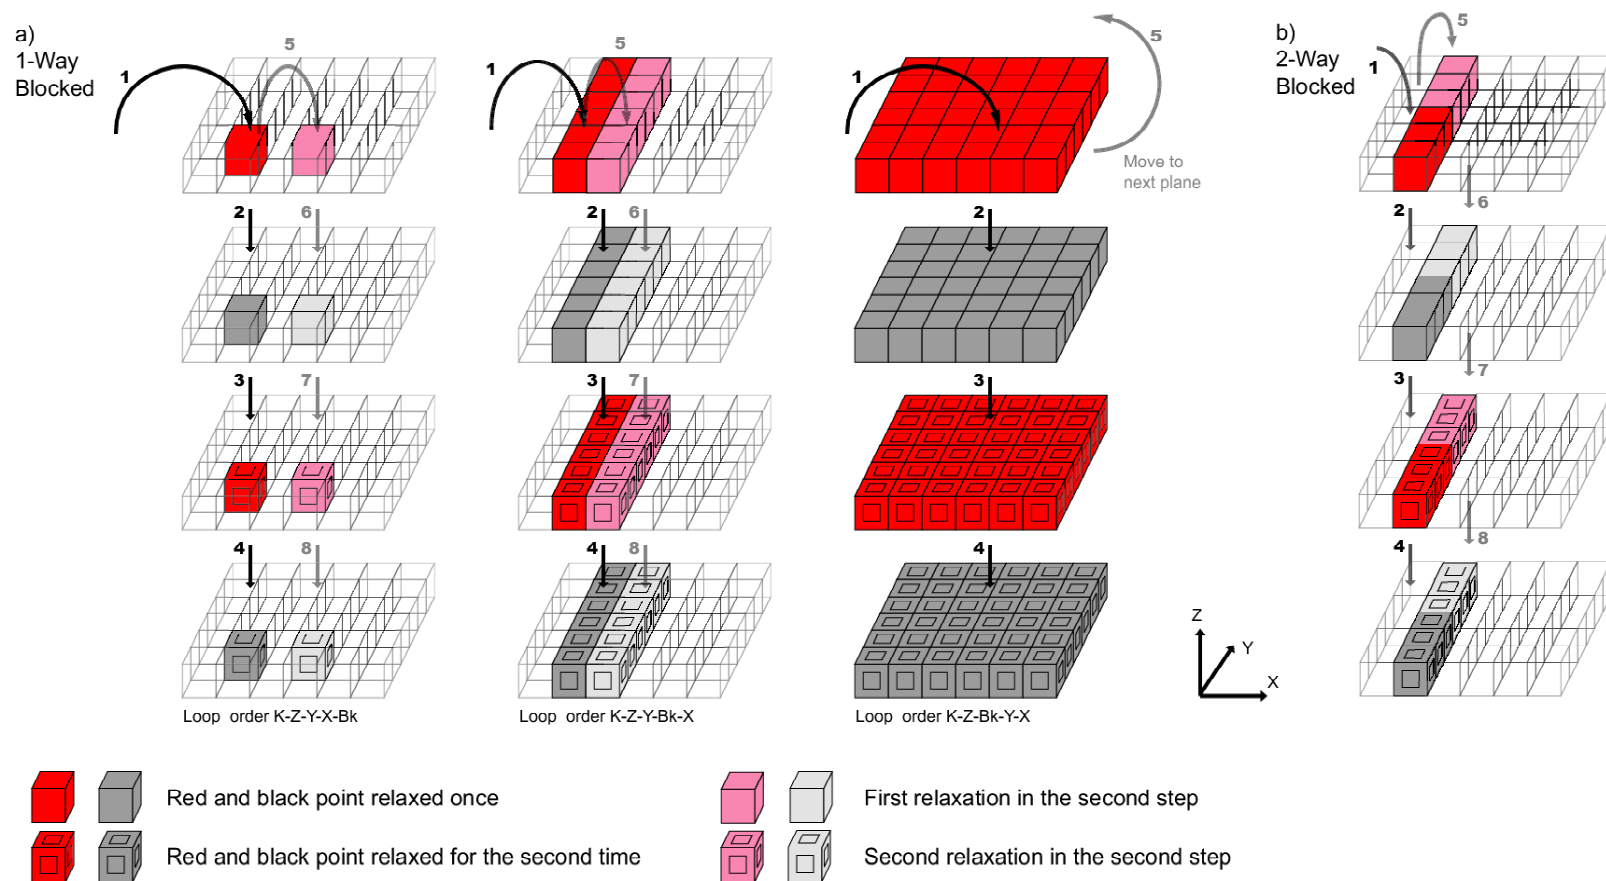 a)
1-Way
Blocked
1
5
2
6
3
7
4
8
Loop order K-Z-Y-X-Bk
1
5
2
6
3
7
4
8
Loop order K-Z-Y-Bk-X
1
5
Move to
next plane
2
3
4
Loop order K-Z-Bk-Y-X
Z
Y
X
b)
2-Way
Blocked
1
5
2
6
3
7
4
8
Red and black point relaxed once
First relaxation in the second step
Red and black point relaxed for the second time
Second relaxation in the second step